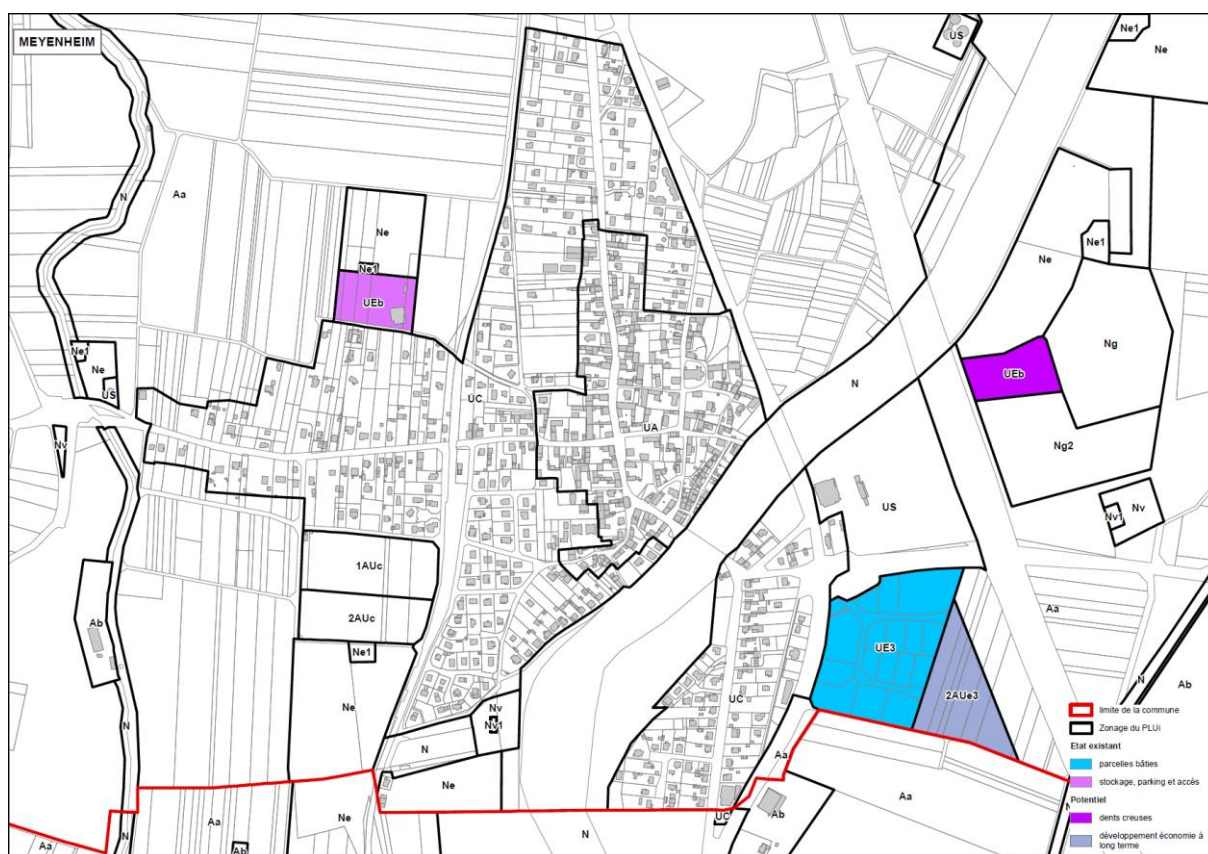 MEYENHEIM
US
Ne1
Ne
N
Aa
Ne
Ne1
UEb
Ne1
Ne
Ng
UEb
Ng2
Ne1
Ne
US
UC
UA
N
Nv
US
Nv1
Nv
1AUc
2AUc
Ne1
Ab
Aa
UE3
2AUe3
N
Ab
UC
Nv
Nv1
N
Ne
N
Ne
Aa
Aa
Aa
N
Aa
Ab
Ne
N
UC
Ab
limite de la commune
Zonage du PLUi
Etat existant
parcelles bâties
stockage, parking et accès
Potentiel
dents creuses
développement économie à
long terme